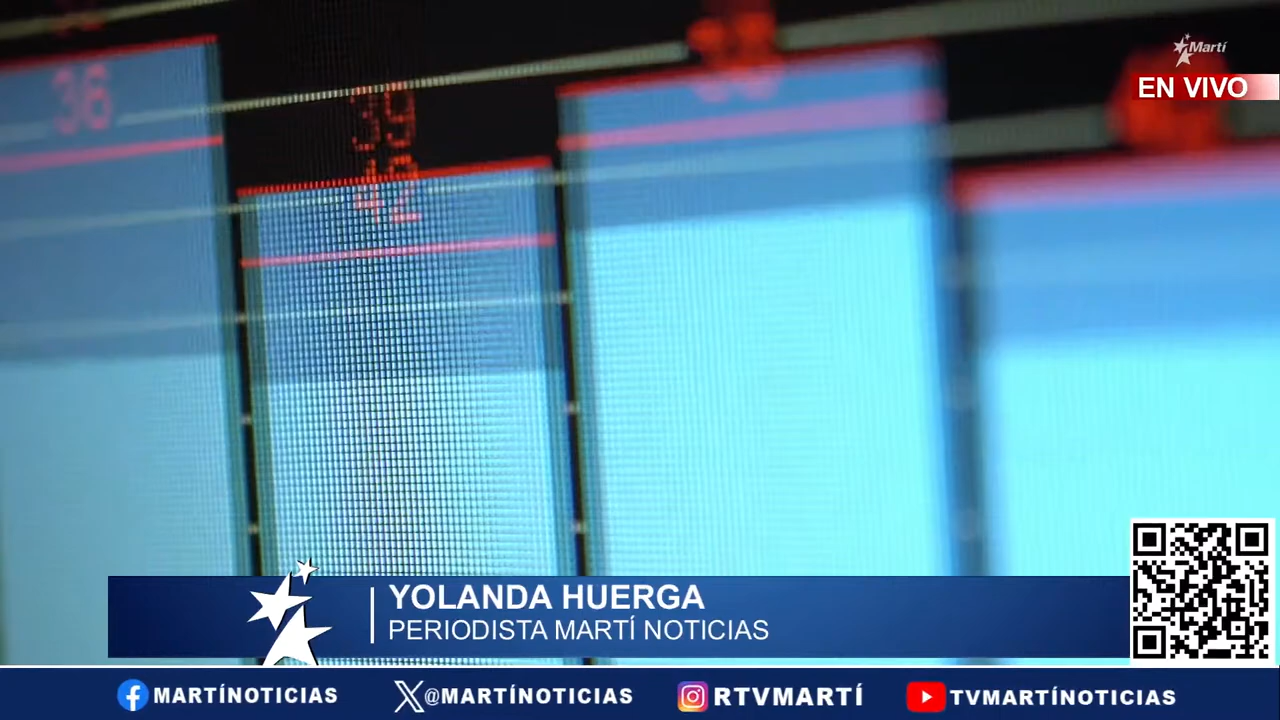 Martí
EN VIVO
36
39
42
YOLANDA HUERGA
PERIODISTA MARTÍ NOTICIAS
MARTÍNOTICIAS
@MARTÍNOTICIAS
RTVMARTÍ
TVMARTÍNOTICIAS